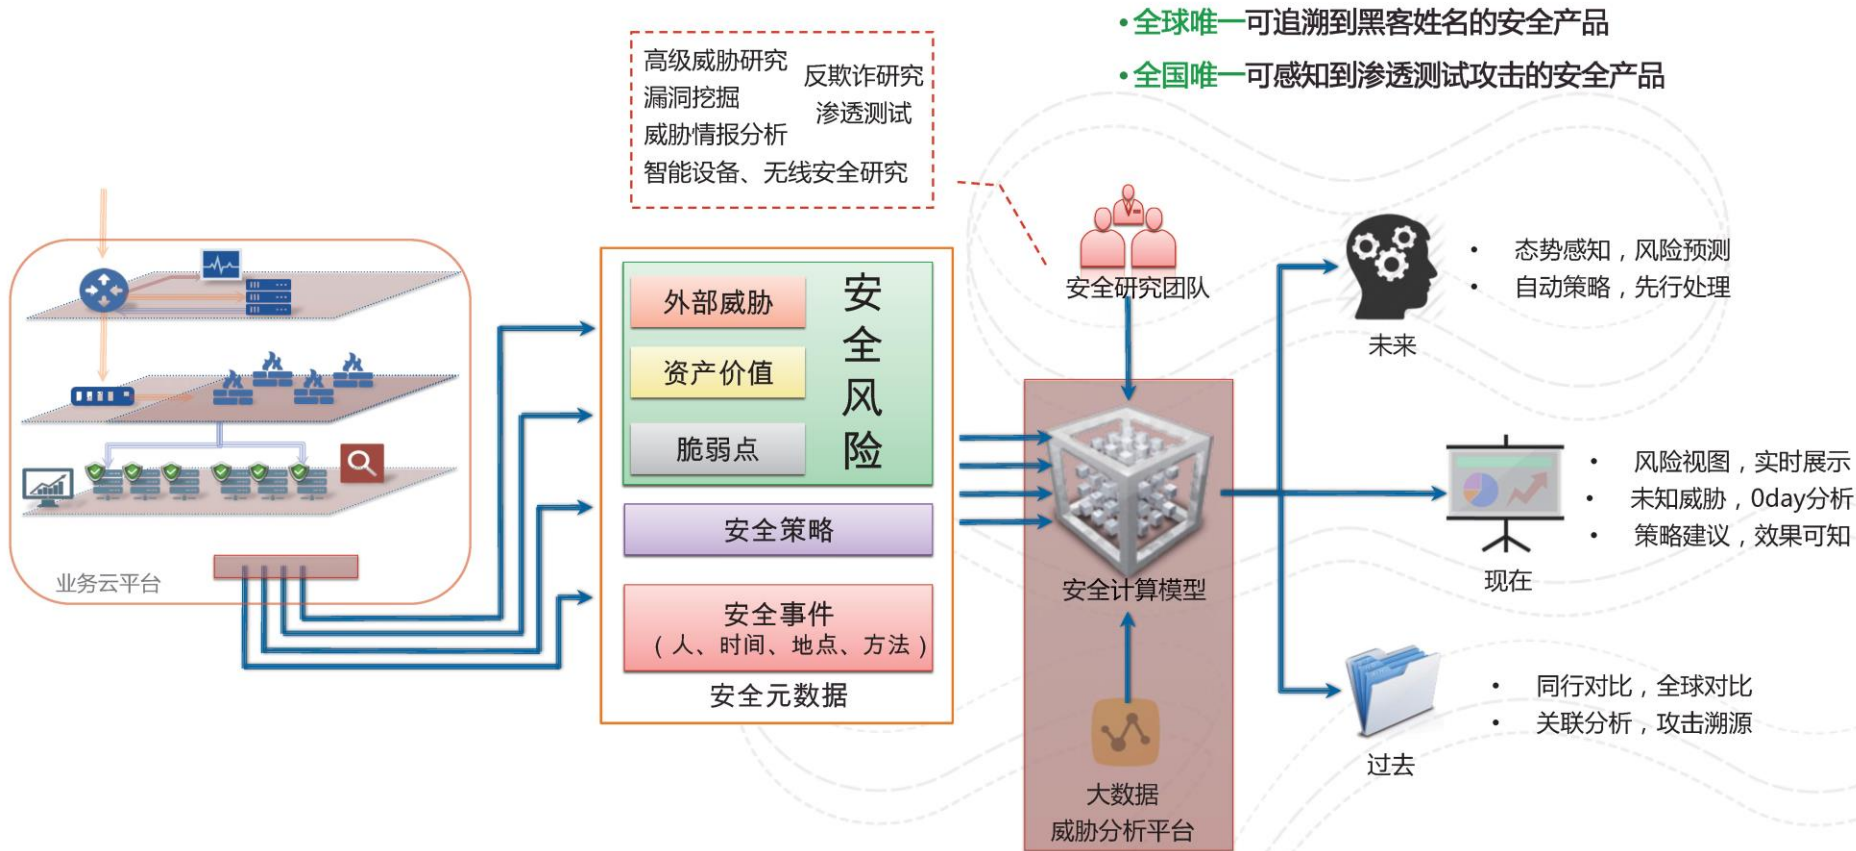 • 全球唯一可追溯到黑客姓名的安全产品
• 全国唯一可感知到渗透测试攻击的安全产品
高级威胁研究
漏洞挖掘
威胁情报分析
智能设备、无线安全研究
反欺诈研究
渗透测试
业务云平台
外部威胁
资产价值
脆弱点
安全风险
安全策略
安全事件
（人、时间、地点、方法）
安全元数据
安全研究团队
安全计算模型
大数据
威胁分析平台
未来
• 态势感知，风险预测
• 自动策略，先行处理
现在
• 风险视图，实时展示
• 未知威胁，0day分析
• 策略建议，效果可知
过去
• 同行对比，全球对比
• 关联分析，攻击溯源